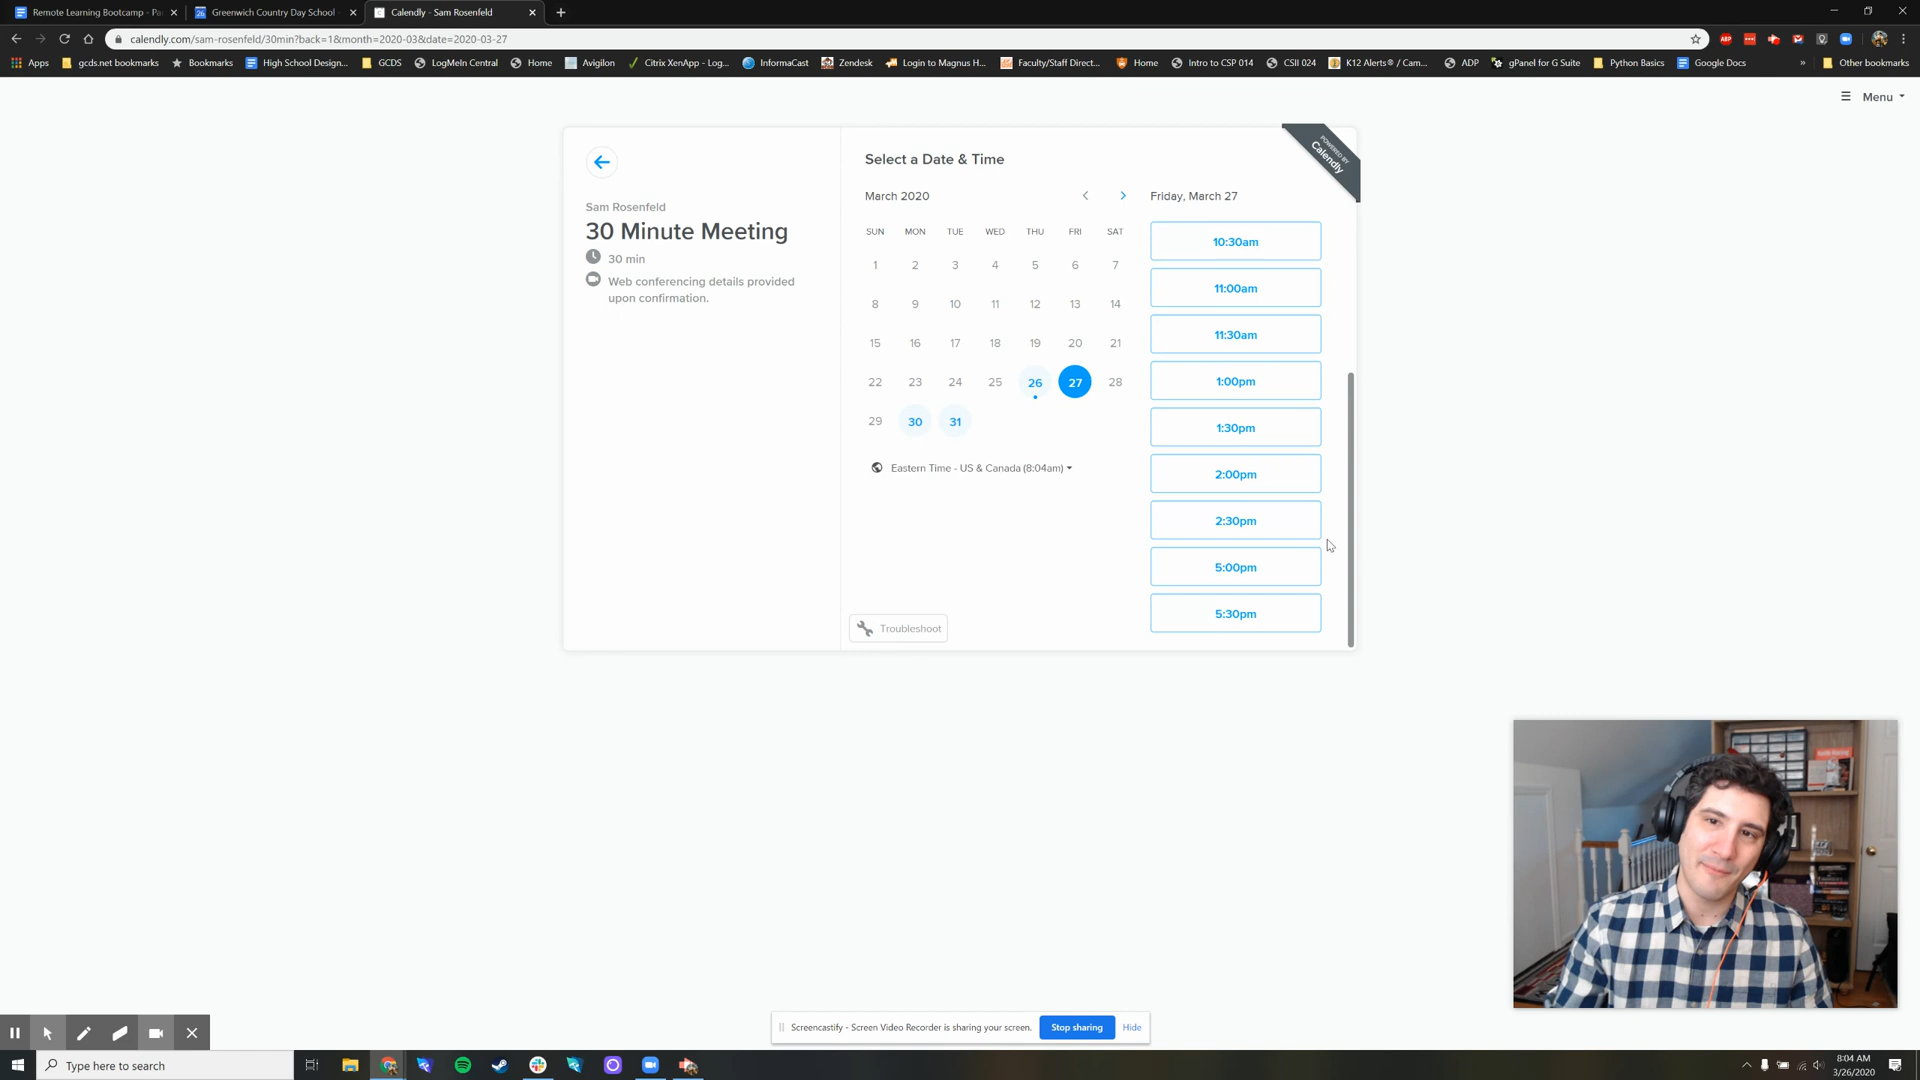 Remote Learning Bootcamp - Pa
Greenwich Country Day School -
Calendly - Sam Rosenfeld
calendly.com/sam-rosenfeld/30min?back=1&month=2020-03&date=2020-03-27
Apps
gcds.net bookmarks
Bookmarks
High School Design...
GCDS
LogMeIn Central
Home
Avigilon
Citrix XenApp - Log...
InformaCast
Zendesk
Login to Magnus H...
Faculty/Staff Direct...
Home
Intro to CSP 014
CSII 024
K12 Alerts® / Cam...
ADP
gPanel for G Suite
Python Basics
Google Docs
»
Other bookmarks
Menu
POWERED BY
Calendly
Sam Rosenfeld
30 Minute Meeting
30 min
Web conferencing details provided
upon confirmation.
Select a Date & Time
March 2020
SUN MON TUE WED THU FRI SAT
1 2 3 4 5 6 7
8 9 10 11 12 13 14
15 16 17 18 19 20 21
22 23 24 25 26 27 28
29 30 31
Eastern Time - US & Canada (8:04am)
Troubleshoot
Friday, March 27
10:30am
11:00am
11:30am
1:00pm
1:30pm
2:00pm
2:30pm
5:00pm
5:30pm
Screencastify - Screen Video Recorder is sharing your screen.
Stop sharing
Hide
Type here to search
8:04 AM
3/26/2020